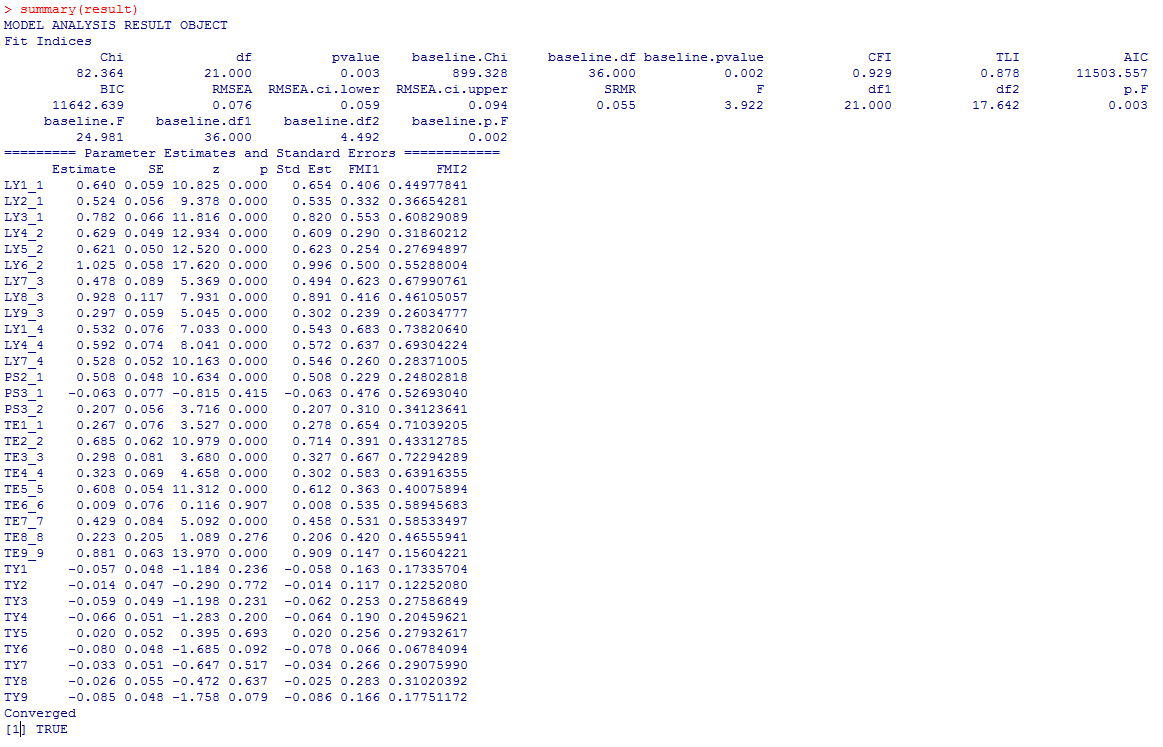 > summary(result)
MODEL ANALYSIS RESULT OBJECT
Fit Indices
Chi df pvalue baseline.Chi baseline.df baseline.pvalue CFI TLI AIC
82.364 21.000 0.003 899.328 36.000 0.002 0.929 0.878 11503.557
BIC RMSEA RMSEA.ci.lower RMSEA.ci.upper SRMR F df1 df2 p.F
11642.639 0.076 0.059 0.094 0.055 3.922 21.000 17.642 0.003
baseline.F baseline.df1 baseline.df2 baseline.p.F
24.981 36.000 4.492 0.002
========= Parameter Estimates and Standard Errors ============
Estimate SE z p Std Est FMI1 FMI2
LY1_1 0.640 0.059 10.825 0.000 0.654 0.406 0.44977841
LY2_1 0.524 0.056 9.378 0.000 0.535 0.332 0.36654281
LY3_1 0.782 0.066 11.816 0.000 0.820 0.553 0.60829089
LY4_2 0.629 0.049 12.934 0.000 0.609 0.290 0.31860212
LY5_2 0.621 0.050 12.520 0.000 0.623 0.254 0.27694897
LY6_2 1.025 0.058 17.620 0.000 0.996 0.500 0.55288004
LY7_3 0.478 0.089 5.369 0.000 0.494 0.623 0.67990761
LY8_3 0.928 0.117 7.931 0.000 0.891 0.416 0.46105057
LY9_3 0.297 0.059 5.045 0.000 0.302 0.239 0.26034777
LY1_4 0.532 0.076 7.033 0.000 0.543 0.683 0.73820640
LY4_4 0.592 0.074 8.041 0.000 0.572 0.637 0.69304224
LY7_4 0.528 0.052 10.163 0.000 0.546 0.260 0.28371005
PS2_1 0.508 0.048 10.634 0.000 0.508 0.229 0.24802818
PS3_1 -0.063 0.077 -0.815 0.415 -0.063 0.476 0.52693040
PS3_2 0.207 0.056 3.716 0.000 0.207 0.310 0.34123641
TE1_1 0.267 0.076 3.527 0.000 0.278 0.654 0.71039205
TE2_2 0.685 0.062 10.979 0.000 0.714 0.391 0.43312785
TE3_3 0.298 0.081 3.680 0.000 0.327 0.667 0.72294289
TE4_4 0.323 0.069 4.658 0.000 0.302 0.583 0.63916355
TE5_5 0.608 0.054 11.312 0.000 0.612 0.363 0.40075894
TE6_6 0.009 0.076 0.116 0.907 0.008 0.535 0.58945683
TE7_7 0.429 0.084 5.092 0.000 0.458 0.531 0.58533497
TE8_8 0.223 0.205 1.089 0.276 0.206 0.420 0.46555941
TE9_9 0.881 0.063 13.970 0.000 0.909 0.147 0.15604221
TY1 -0.057 0.048 -1.184 0.236 -0.058 0.163 0.17335704
TY2 -0.014 0.047 -0.290 0.772 -0.014 0.117 0.12252080
TY3 -0.059 0.049 -1.198 0.231 -0.062 0.253 0.27586849
TY4 -0.066 0.051 -1.283 0.200 -0.064 0.190 0.20459621
TY5 0.020 0.052 0.395 0.693 0.020 0.256 0.27932617
TY6 -0.080 0.048 -1.685 0.092 -0.078 0.066 0.06784094
TY7 -0.033 0.051 -0.647 0.517 -0.034 0.266 0.29075990
TY8 -0.026 0.055 -0.472 0.637 -0.025 0.283 0.31020392
TY9 -0.085 0.048 -1.758 0.079 -0.086 0.166 0.17751172
Converged
[1] TRUE